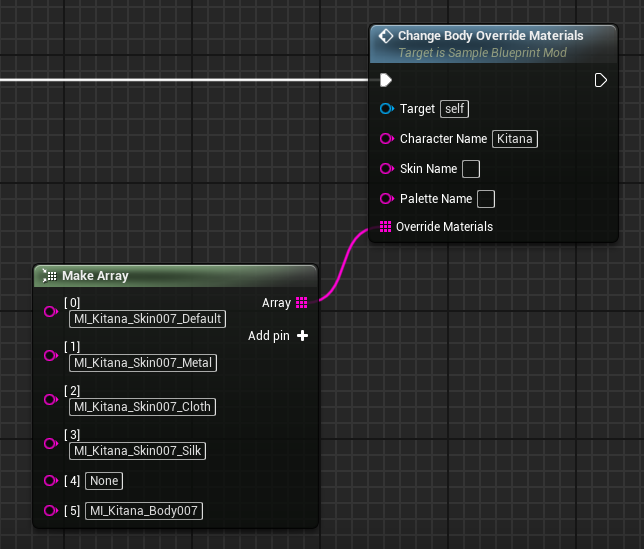 Change Body Override Materials
Target is Sample Blueprint Mod
Target self
Character Name Kitana
Skin Name
Palette Name
Override Materials
Make Array
[ 0]
MI_Kitana_Skin007_Default
Array
Add pin
[ 1]
MI_Kitana_Skin007_Metal
[ 2]
MI_Kitana_Skin007_Cloth
[ 3]
MI_Kitana_Skin007_Silk
[ 4] None
[ 5] MI_Kitana_Body007